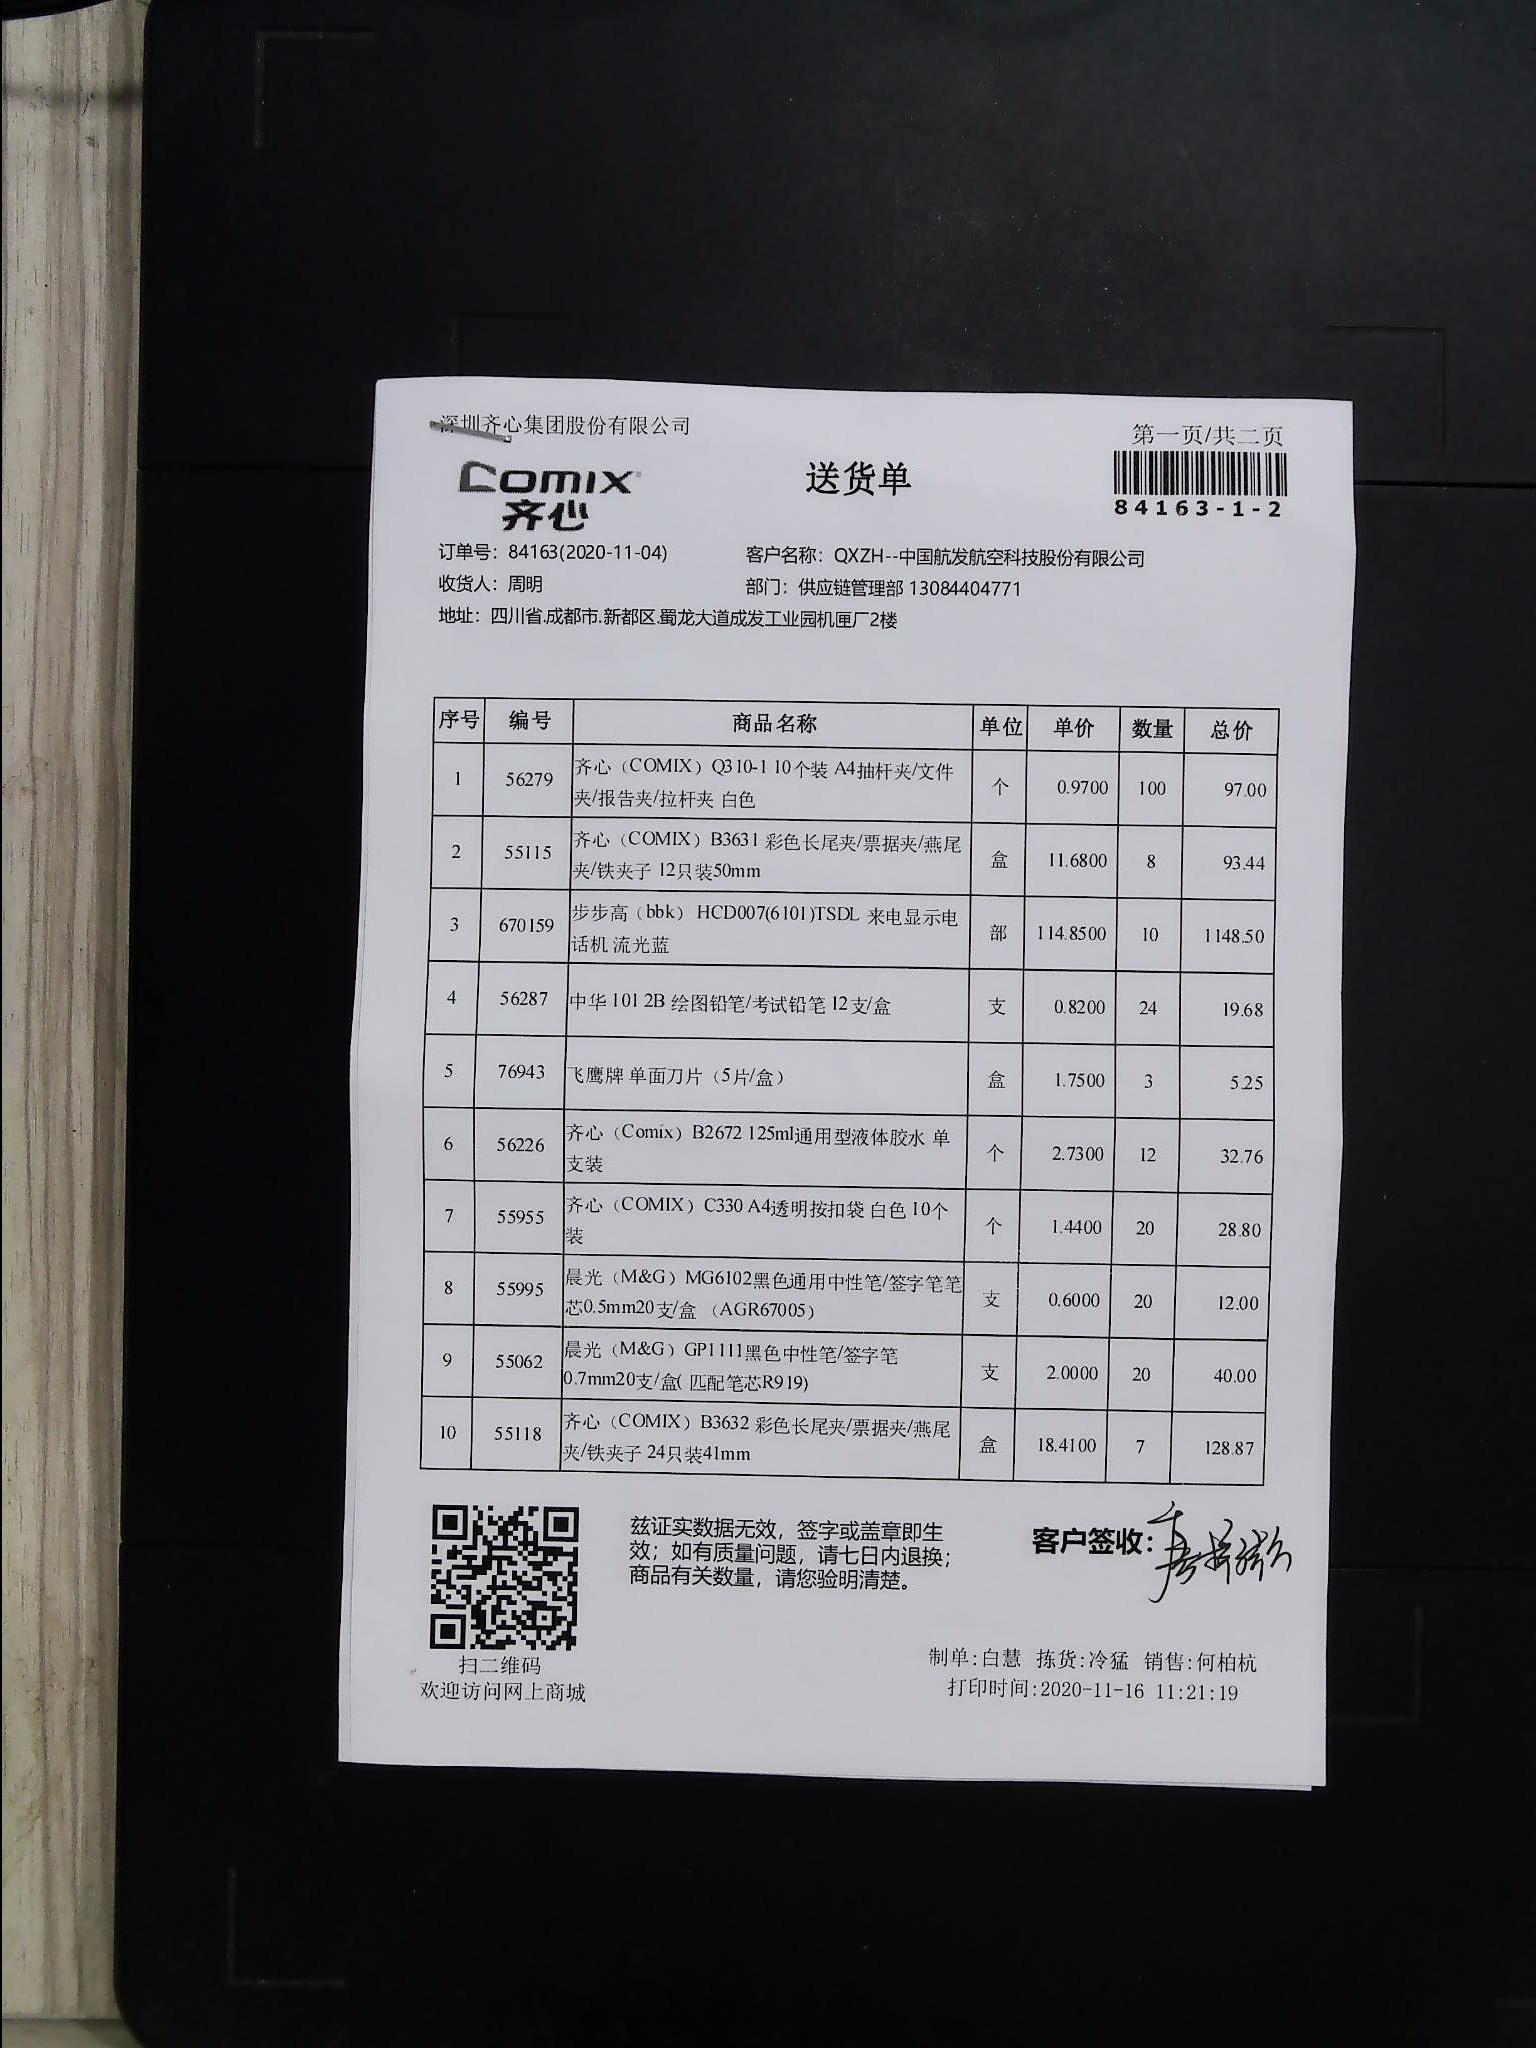 深圳齐心集团股份有限公司
第一页/共二页
comix
齐心
送货单
84163-1-2
订单号：84163(2020-11-04)
客户名称：QXZH--中国航发航空科技股份有限公司
收货人：周明
部门：供应链管理部 13084404771
地址：四川省.成都市.新都区.蜀龙大道成发工业园机匣厂2楼
序号 编号 商品名称 单位 单价 数量 总价
1 56279 齐心（COMIX）Q310-1 10个装 A4抽杆夹/文件
夹/报告夹/拉杆夹 白色 个 0.9700 100 97.00
2 55115 齐心（COMIX）B3631 彩色长尾夹/票据夹/燕尾
夹/铁夹子 12只装50mm 盒 11.6800 8 93.44
3 670159 步步高（bbk） HCD007(6101)TSDL 来电显示电
话机 流光蓝 部 114.8500 10 1148.50
4 56287 中华 101 2B 绘图铅笔/考试铅笔 12支/盒 支 0.8200 24 19.68
5 76943 飞鹰牌 单面刀片（5片/盒） 盒 1.7500 3 5.25
6 56226 齐心（Comix）B2672 125ml通用型液体胶水 单
支装 个 2.7300 12 32.76
7 55955 齐心（COMIX）C330 A4透明按扣袋 白色 10个
装 个 1.4400 20 28.80
8 55995 晨光（M&G）MG6102黑色通用中性笔/签字笔笔
芯0.5mm20支/盒 （AGR67005） 支 0.6000 20 12.00
9 55062 晨光（M&G）GP1111黑色中性笔/签字笔
0.7mm20支/盒( 匹配笔芯R919) 支 2.0000 20 40.00
10 55118 齐心（COMIX）B3632 彩色长尾夹/票据夹/燕尾
夹/铁夹子 24只装41mm 盒 18.4100 7 128.87
兹证实数据无效，签字或盖章即生
效；如有质量问题，请七日内退换；
商品有关数量，请您验明清楚。
客户签收:
扫二维码
欢迎访问网上商城
制单:白慧 拣货:冷猛 销售:何柏杭
打印时间:2020-11-16 11:21:19